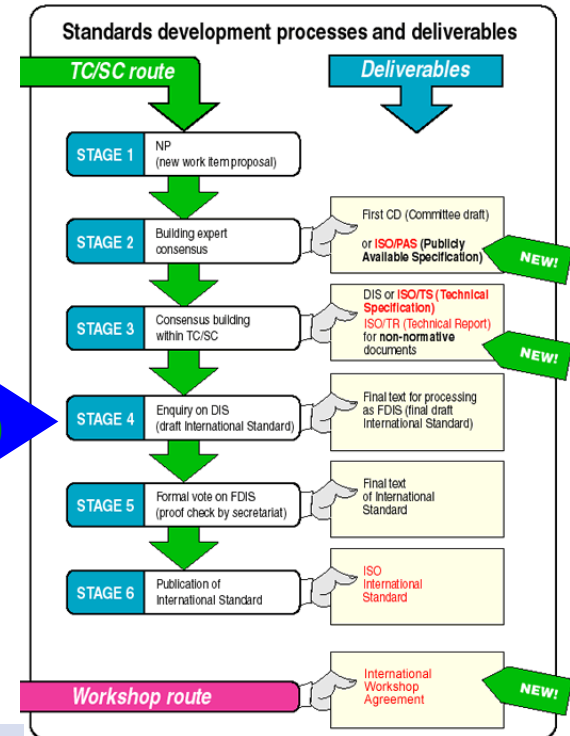 Standards development processes and deliverables
TC/SC route
Deliverables
STAGE 1
NP
(new work item proposal)
STAGE 2
Building expert
consensus
First CD (Committee draft)
or ISO/PAS (Publicly
Available Specification)
NEW!
STAGE 3
Consensus building
within TC/SC
DIS or ISO/TS (Technical
Specification)
ISO/TR (Technical Report)
for non-normative
documents
NEW!
STAGE 4
Enquiry on DIS
(draft International Standard)
Final text for processing
as FDIS (final draft
International Standard)
STAGE 5
Formal vote on FDIS
(proof check by secretariat)
Final text
of International
Standard
STAGE 6
Publication of
International Standard
ISO
International
Standard
Workshop route
International
Workshop
Agreement
NEW!